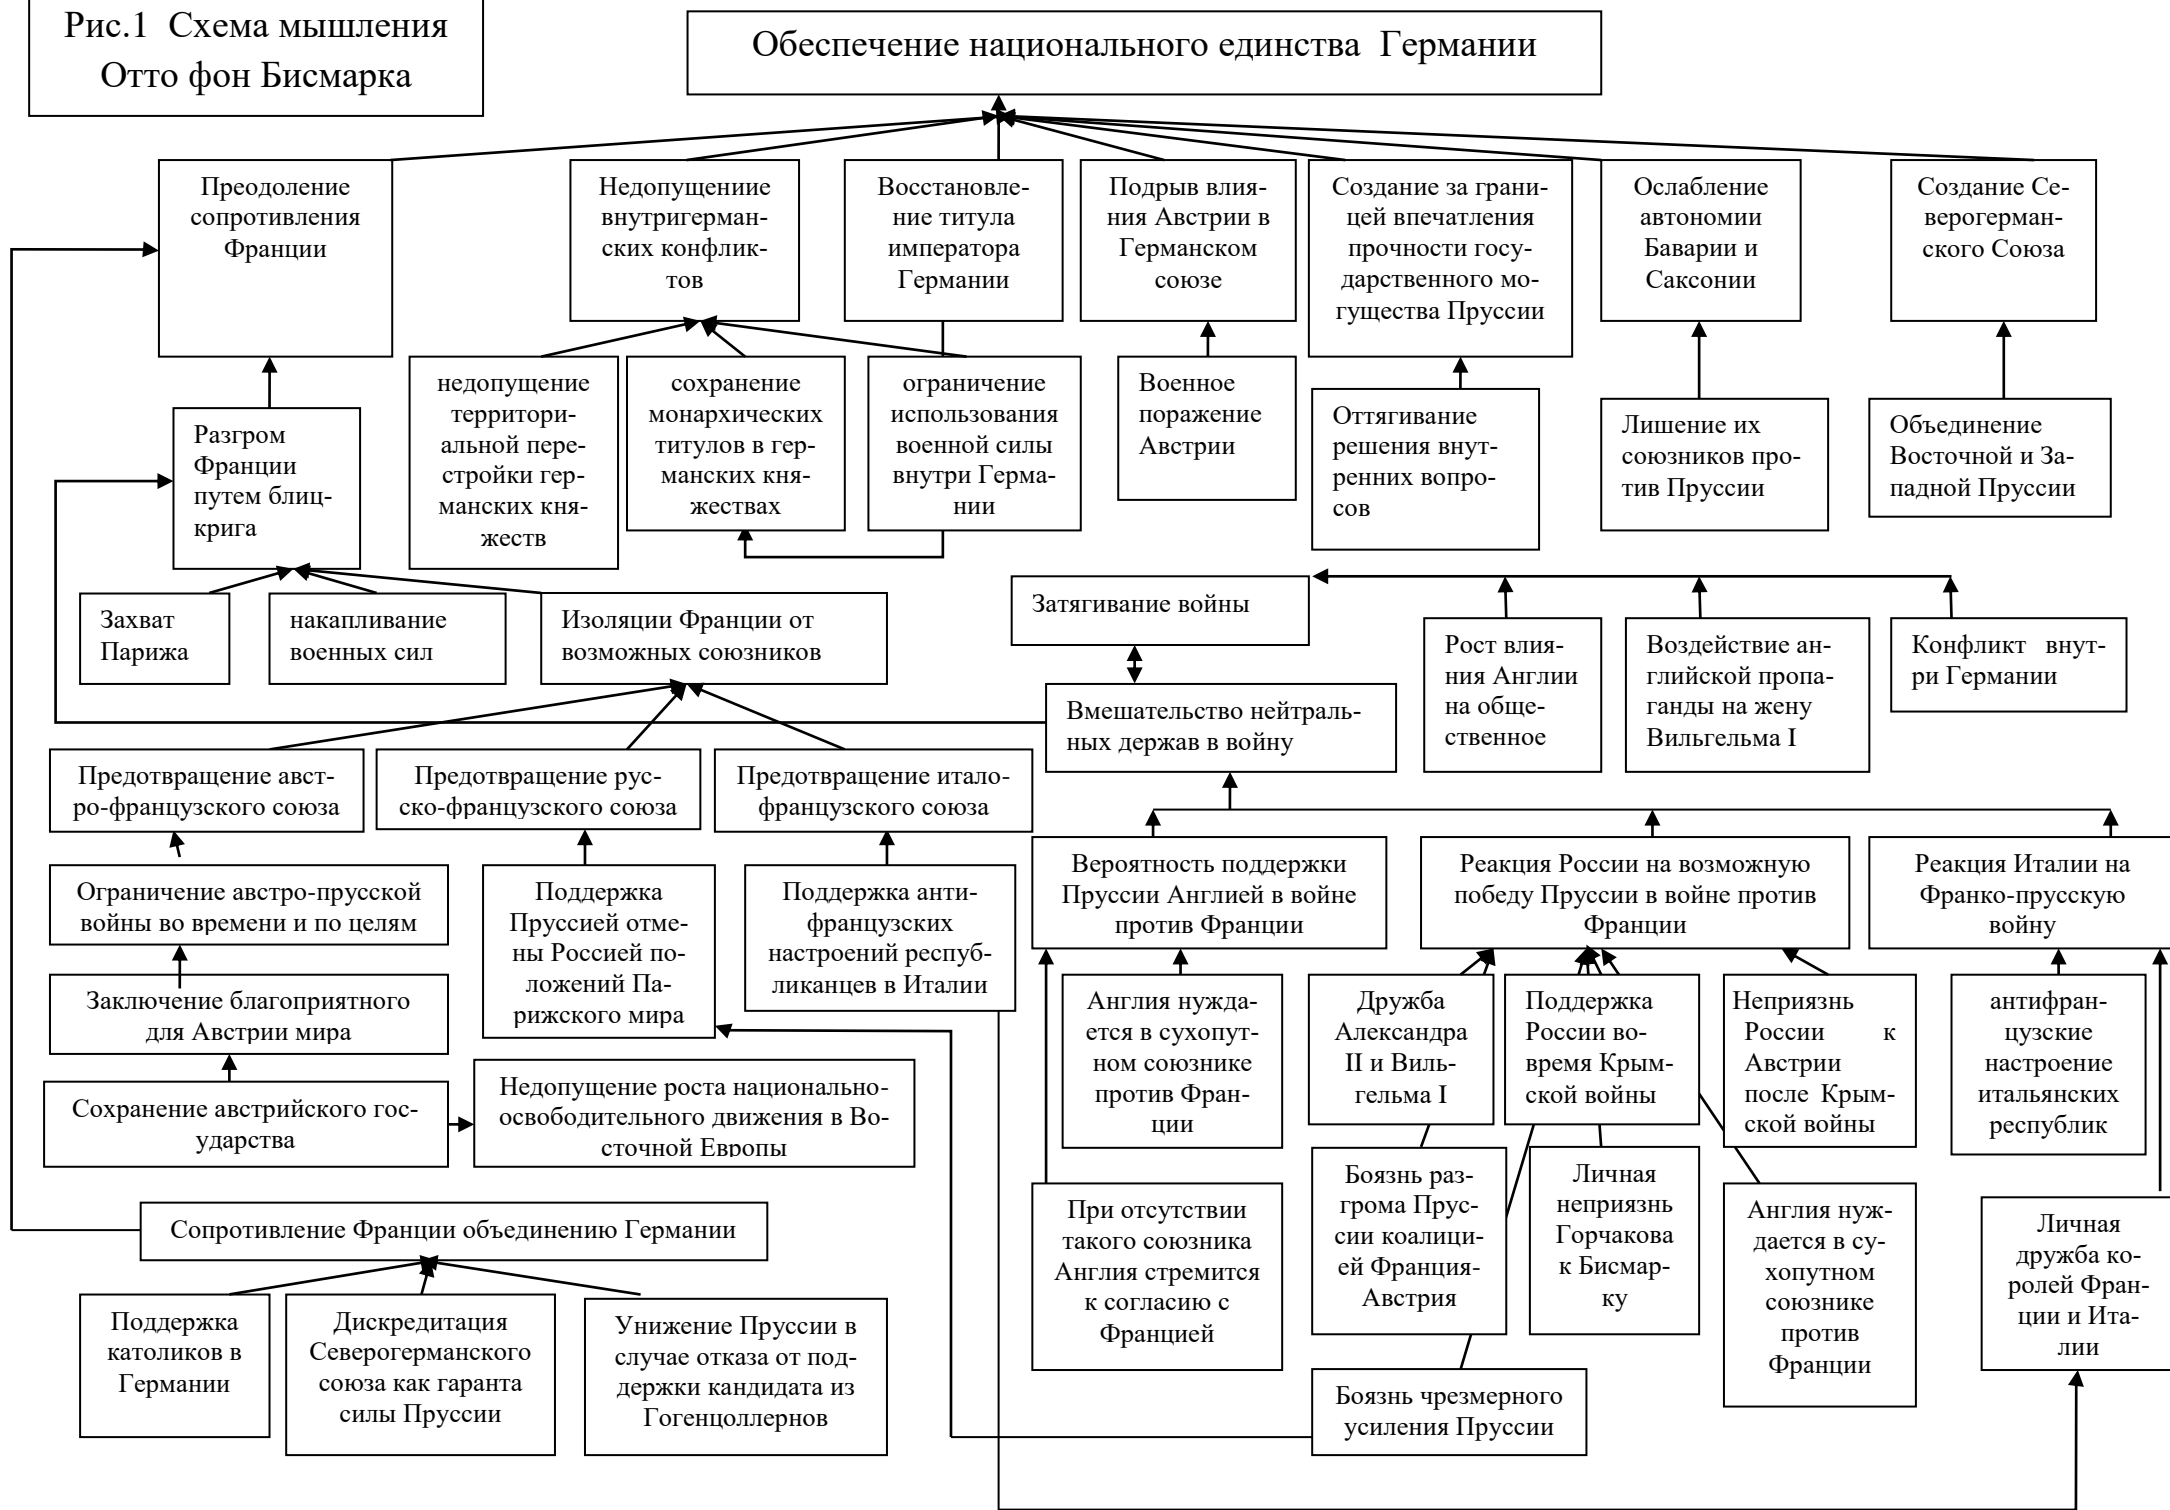 Рис.1 Схема мышления
Отто фон Бисмарка
Обеспечение национального единства Германии
Преодоление
сопротивления
Франции
Недопущениие
внутригерман-
ских конфлик-
тов
Восстановле-
ние титула
императора
Германии
Подрыв влия-
ния Австрии в
Германском
союзе
Создание за грани-
цей впечатления
прочности госу-
дарственного мо-
гущества Пруссии
Ослабление
автономии
Баварии и
Саксонии
Создание Се-
верогерман-
ского Союза
Разгром
Франции
путем блиц-
крига
недопущение
территори-
альной пере-
стройки гер-
манских кня-
жеств
сохранение
монархических
титулов в гер-
манских кня-
жествах
ограничение
использования
военной силы
внутри Герма-
нии
Военное
поражение
Австрии
Оттягивание
решения внут-
ренних вопро-
сов
Лишение их
союзников про-
тив Пруссии
Объединение
Восточной и За-
падной Пруссии
Захват
Парижа
накапливание
военных сил
Изоляции Франции от
возможных союзников
Затягивание войны
Рост влия-
ния Англии
на обще-
ственное
Воздействие ан-
глийской пропа-
ганды на жену
Вильгельма I
Конфликт внут-
ри Германии
Вмешательство нейтраль-
ных держав в войну
Предотвращение авст-
ро-французского союза
Предотвращение рус-
ско-французского союза
Предотвращение итало-
французского союза
Ограничение австро-прусской
войны во времени и по целям
Поддержка
Пруссией отме-
ны Россией по-
ложений Па-
рижского мира
Поддержка анти-
французских
настроений респуб-
ликанцев в Италии
Вероятность поддержки
Пруссии Англией в войне
против Франции
Реакция России на возможную
победу Пруссии в войне против
Франции
Реакция Италии на
Франко-прусскую
войну
Заключение благоприятного
для Австрии мира
Англия нужда-
ется в сухопут-
ном союзнике
против Фран-
ции
Дружба
Александра
II и Виль-
гельма I
Поддержка
России во-
время Крым-
ской войны
Неприязнь
России к
Австрии
после Крым-
ской войны
антифран-
цузские
настроение
итальянских
республик
Сохранение австрийского гос-
ударства
Недопущение роста национально-
освободительного движения в Во-
сточной Европы
Сопротивление Франции объединению Германии
При отсутствии
такого союзника
Англия стремится
к согласию с
Францией
Боязнь раз-
грома Прус-
сии коалици-
ей Франция-
Австрия
Личная
неприязнь
Горчакова
к Бисмар-
ку
Англия нуж-
дается в су-
хопутном
союзнике
против
Франции
Личная
дружба ко-
ролей Фран-
ции и Ита-
лии
Поддержка
католиков в
Германии
Дискредитация
Северогерманского
союза как гаранта
силы Пруссии
Унижение Пруссии в
случае отказа от под-
держки кандидата из
Гогенцоллернов
Боязнь чрезмерного
усиления Пруссии